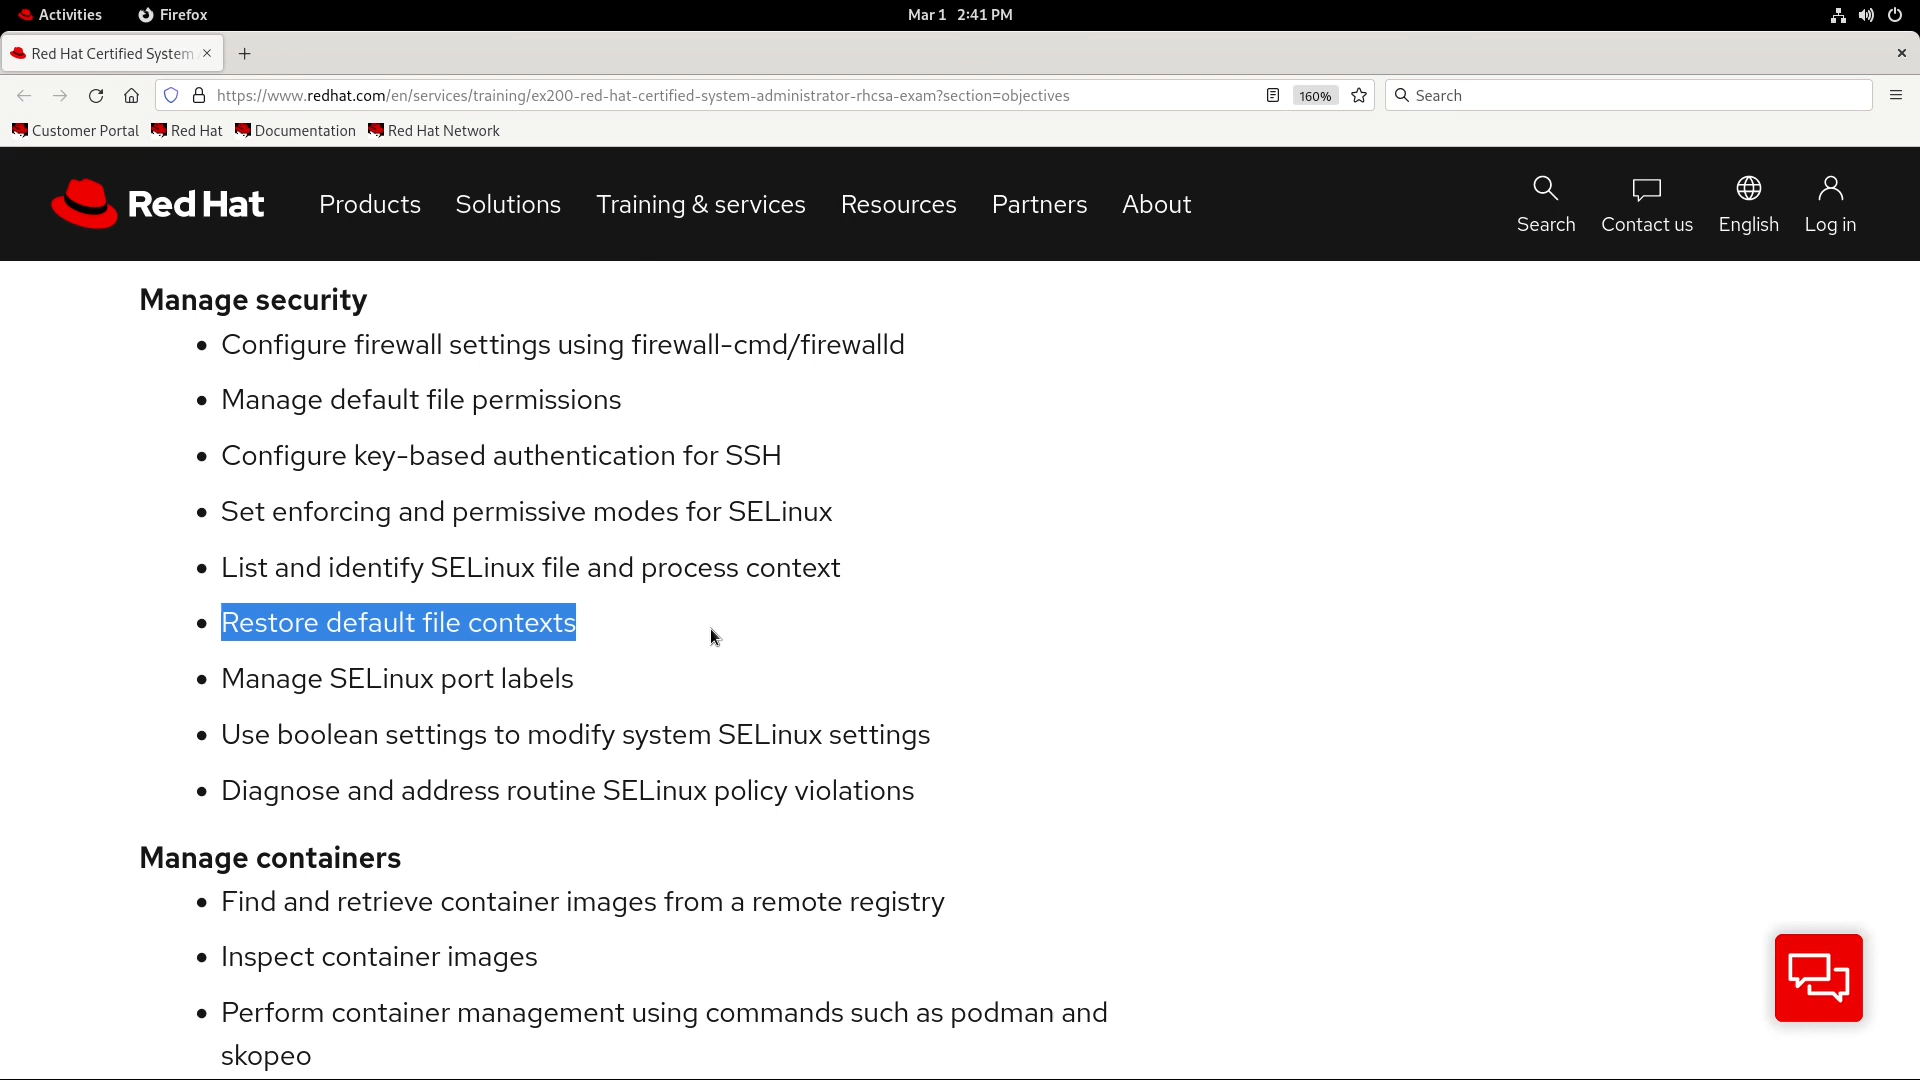 Activities Firefox Mar 1 2:41 PM
Red Hat Certified System
https://www.redhat.com/en/services/training/ex200-red-hat-certified-system-administrator-rhcsa-exam?section=objectives 160% Search
Customer Portal Red Hat Documentation Red Hat Network
Red Hat Products Solutions Training & services Resources Partners About Search Contact us English Log in
Manage security
• Configure firewall settings using firewall-cmd/firewalld
• Manage default file permissions
• Configure key-based authentication for SSH
• Set enforcing and permissive modes for SELinux
• List and identify SELinux file and process context
• Restore default file contexts
• Manage SELinux port labels
• Use boolean settings to modify system SELinux settings
• Diagnose and address routine SELinux policy violations
Manage containers
• Find and retrieve container images from a remote registry
• Inspect container images
• Perform container management using commands such as podman and
skopeo